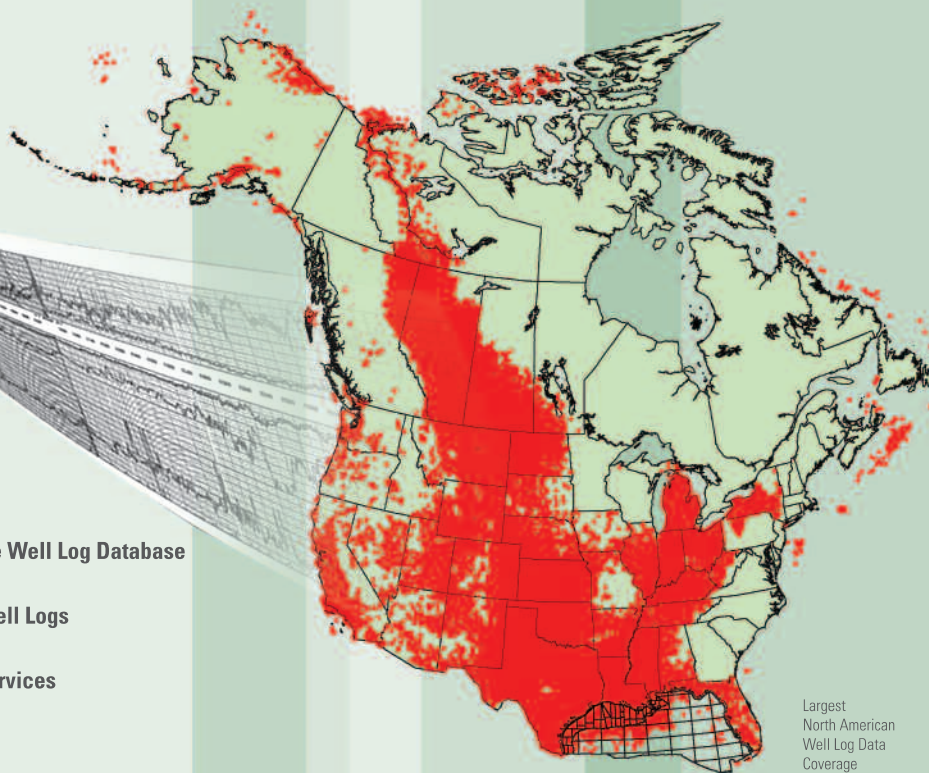 Well Log Database
ell Logs
rvices
Largest
North American
Well Log Data
Coverage